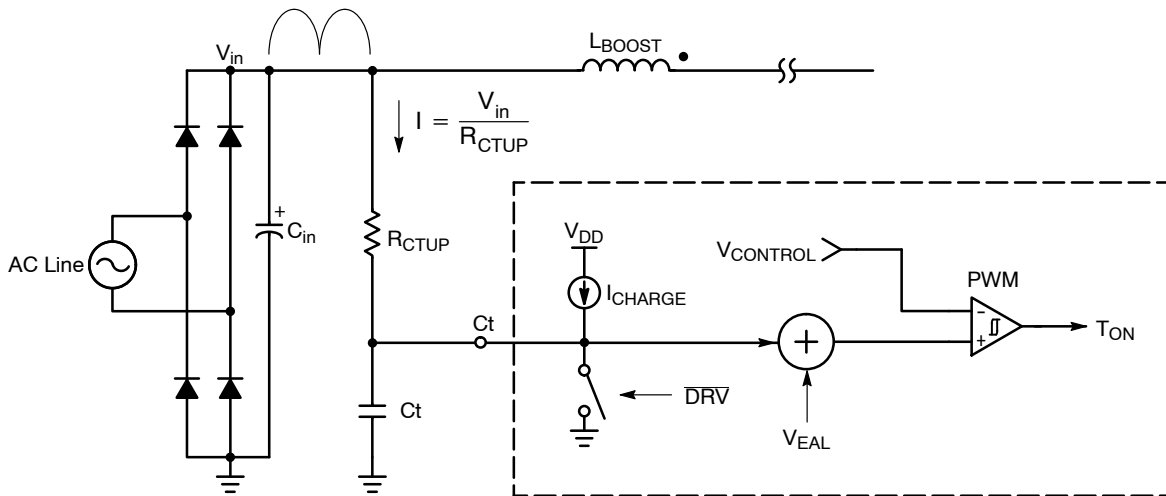 V_in
L_BOOST
I = V_in / R_CTUP
+
C_in
R_CTUP
AC Line
V_DD
I_CHARGE
V_CONTROL
PWM
-
+
T_ON
Ct
+
Ct
DRV
V_EAL